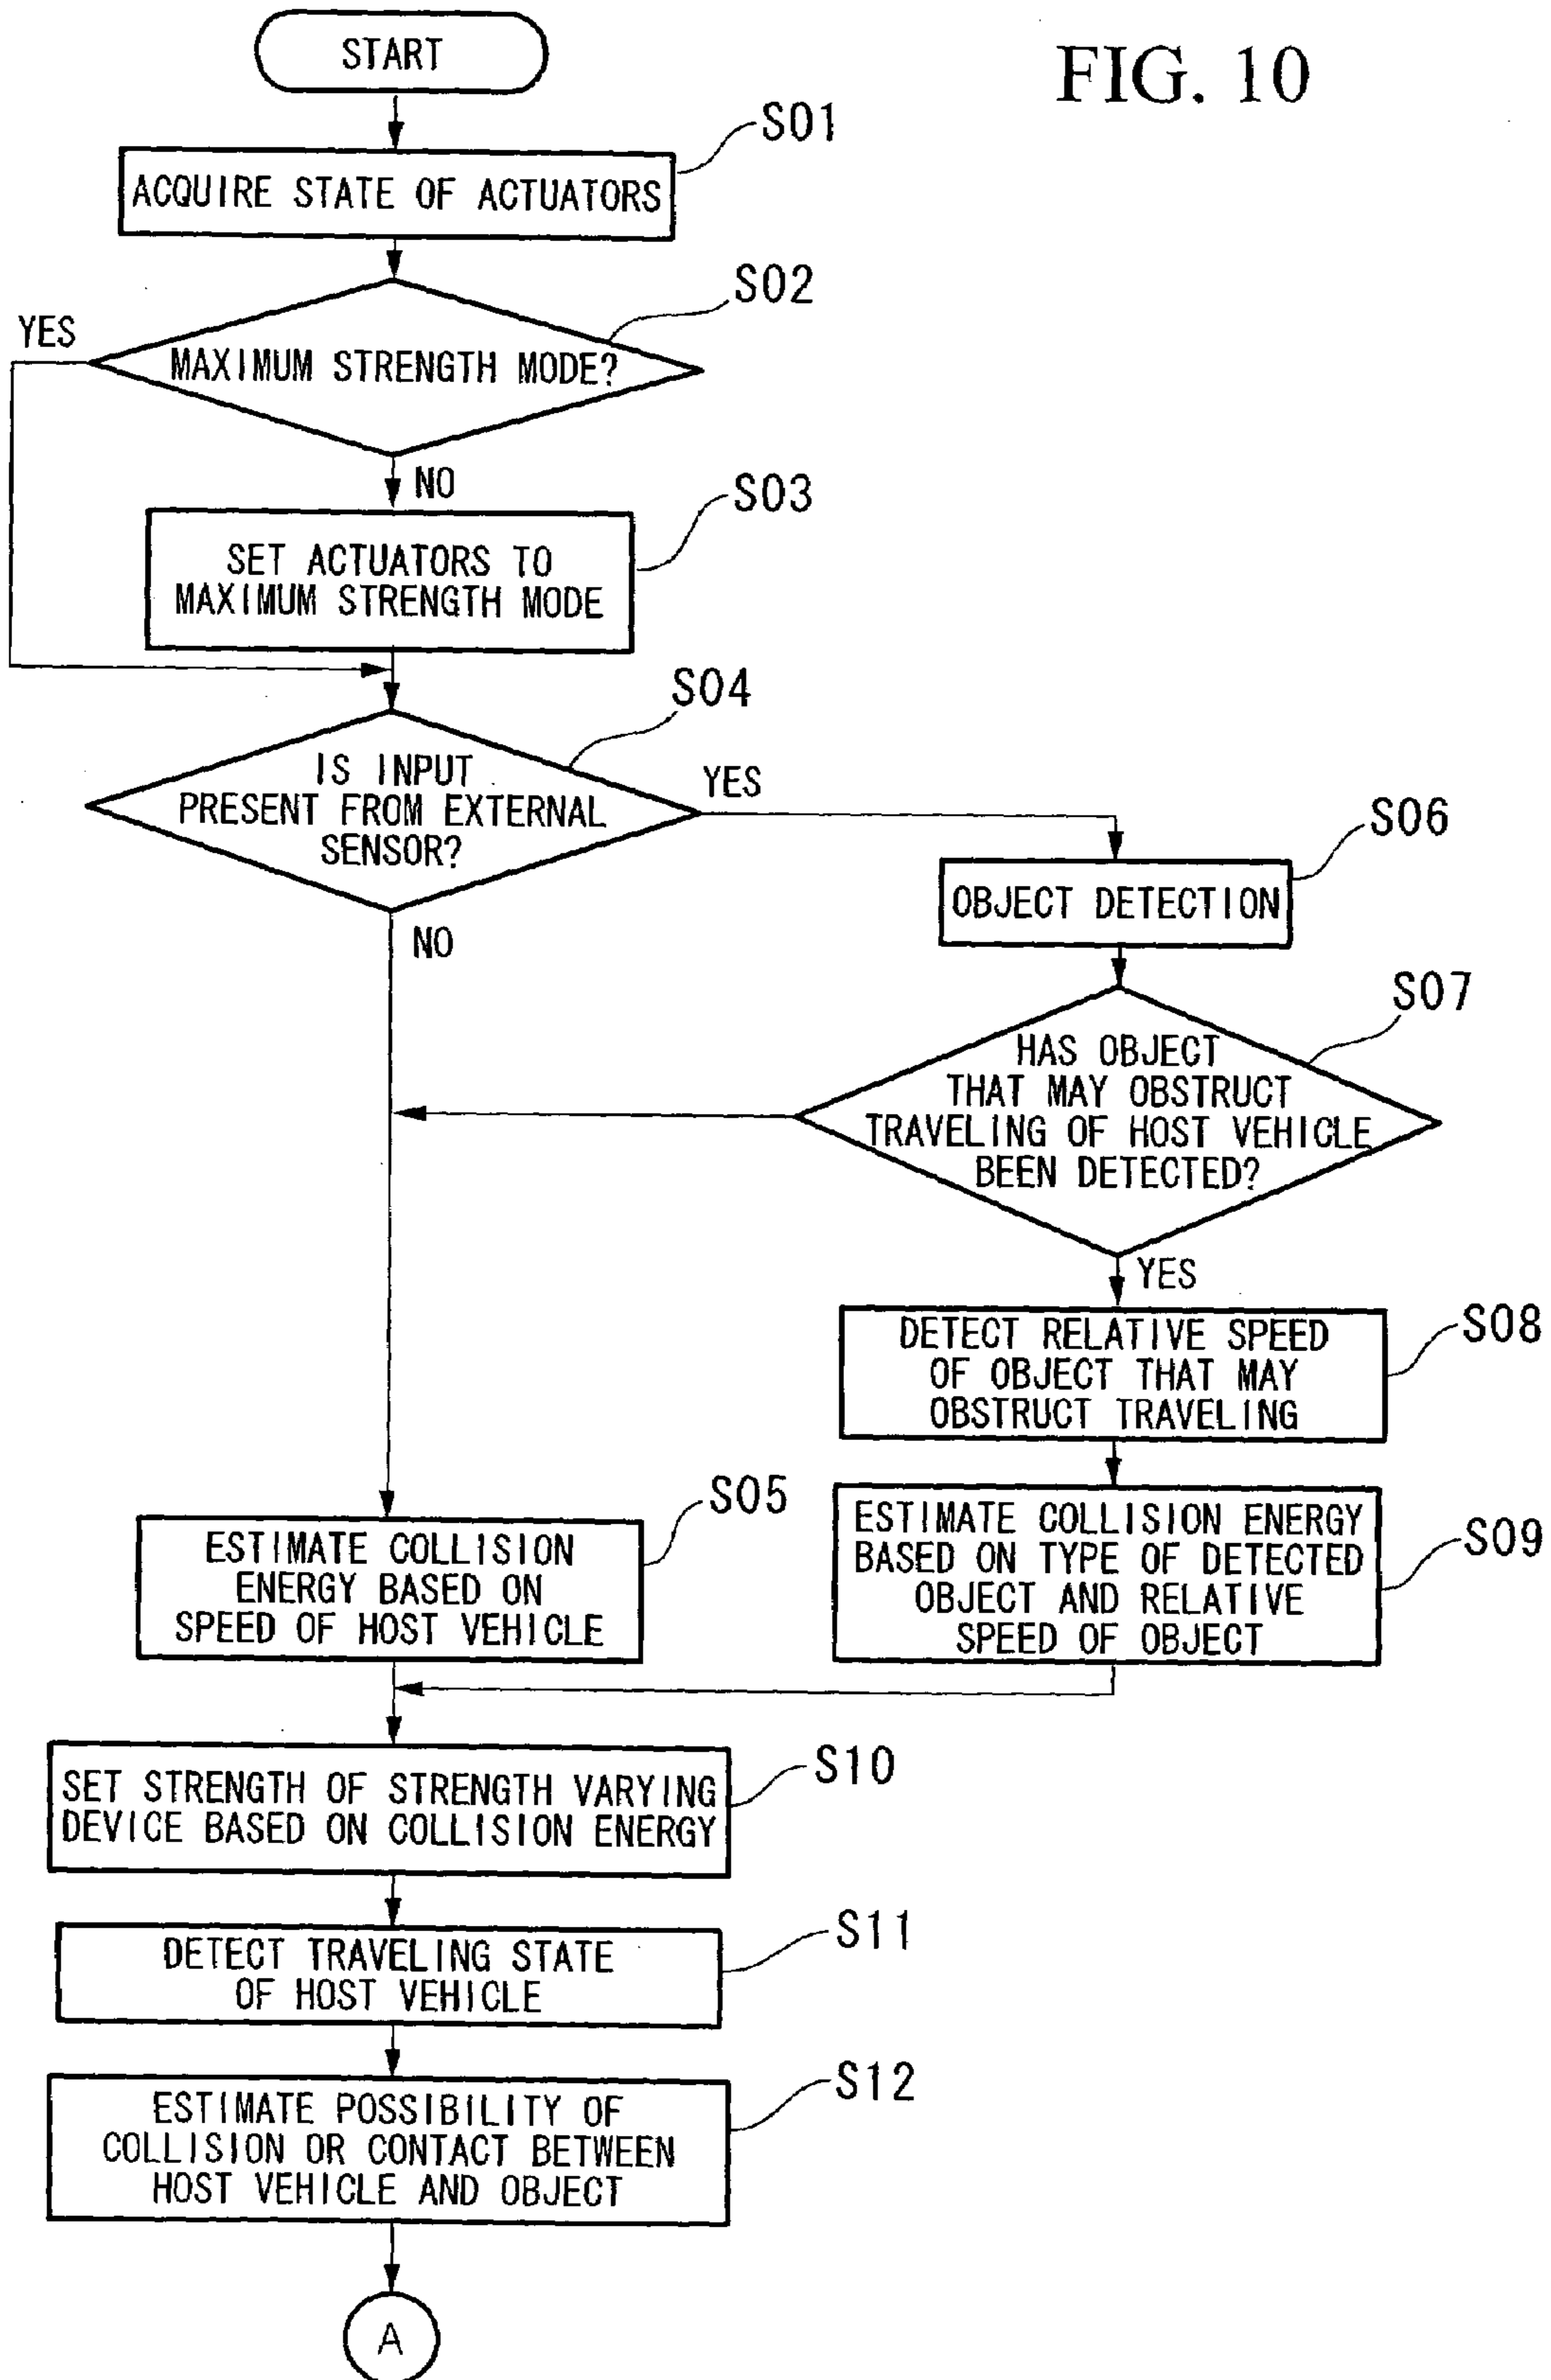 FIG. 10
START
S01
ACQUIRE STATE OF ACTUATORS
S02
YES
MAXIMUM STRENGTH MODE?
NO
S03
SET ACTUATORS TO
MAXIMUM STRENGTH MODE
S04
IS INPUT
PRESENT FROM EXTERNAL
SENSOR?
YES
NO
S06
OBJECT DETECTION
S07
HAS OBJECT
THAT MAY OBSTRUCT
TRAVELING OF HOST VEHICLE
BEEN DETECTED?
YES
S08
DETECT RELATIVE SPEED
OF OBJECT THAT MAY
OBSTRUCT TRAVELING
S05
ESTIMATE COLLISION
ENERGY BASED ON
SPEED OF HOST VEHICLE
S09
ESTIMATE COLLISION ENERGY
BASED ON TYPE OF DETECTED
OBJECT AND RELATIVE
SPEED OF OBJECT
S10
SET STRENGTH OF STRENGTH VARYING
DEVICE BASED ON COLLISION ENERGY
S11
DETECT TRAVELING STATE
OF HOST VEHICLE
S12
ESTIMATE POSSIBILITY OF
COLLISION OR CONTACT BETWEEN
HOST VEHICLE AND OBJECT
A